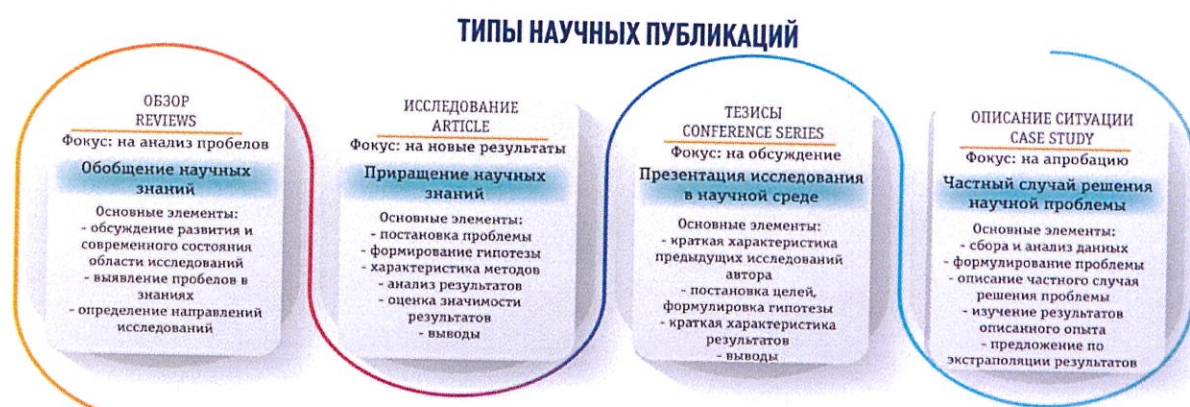 ТИПЫ НАУЧНЫХ ПУБЛИКАЦИЙ
ОБЗОР
REVIEWS
Фокус: на анализ пробелов
Обобщение научных
знаний
Основные элементы:
- обсуждение развития и
современного состояния
области исследований
- выявление пробелов в
знаниях
- определение направлений
исследований
ИССЛЕДОВАНИЕ
ARTICLE
Фокус: на новые результаты
Приращение научных
знаний
Основные элементы:
- постановка проблемы
- формирование гипотезы
- характеристика методов
- анализ результатов
- оценка значимости
результатов
- выводы
ТЕЗИСЫ
CONFERENCE SERIES
Фокус: на обсуждение
Презентация исследования
в научной среде
Основные элементы:
- краткая характеристика
предыдущих исследований
автора
- постановка целей,
формулировка гипотезы
- краткая характеристика
результатов
- выводы
ОПИСАНИЕ СИТУАЦИИ
CASE STUDY
Фокус: на апробацию
Частный случай решения
научной проблемы
Основные элементы:
- сбора и анализ данных
- формулирование проблемы
- описание частного случая
решения проблемы
- изучение результатов
описанного опыта
- предложение по
экстраполяции результатов